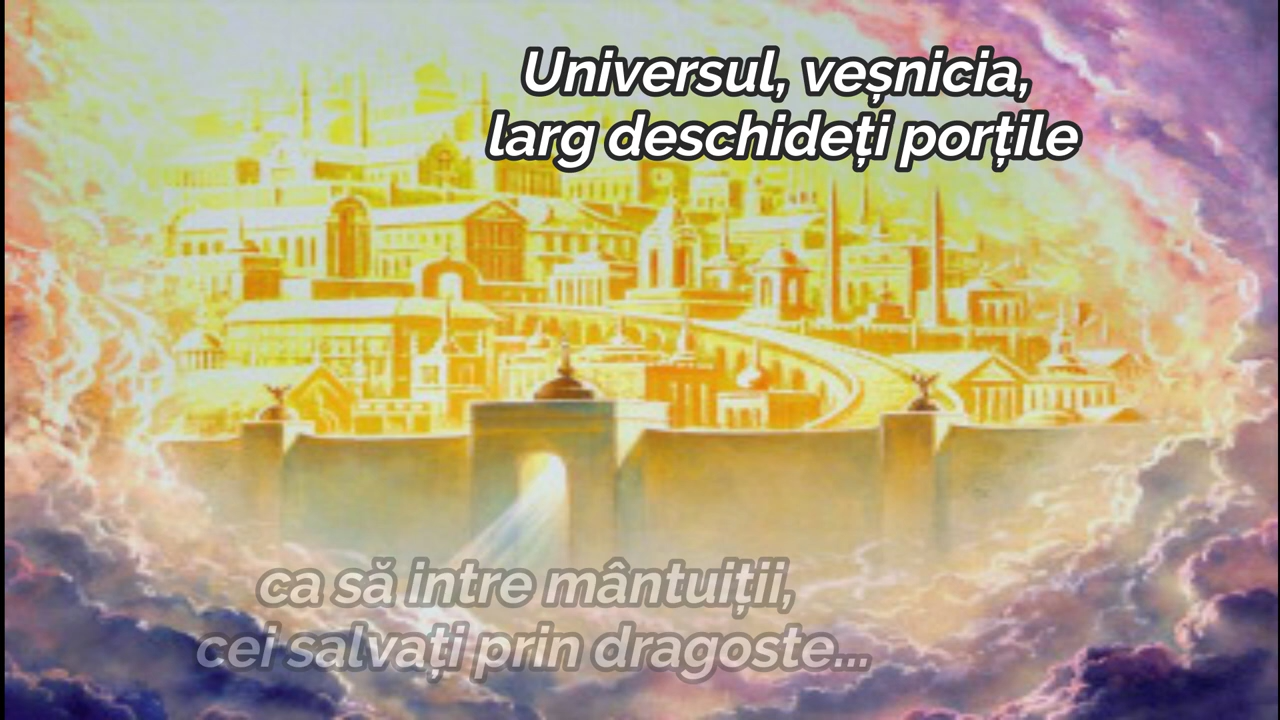 Universul, veșnicia,
larg deschideți porțile
ca să intre mântuiții,
cei salvați prin dragoste...